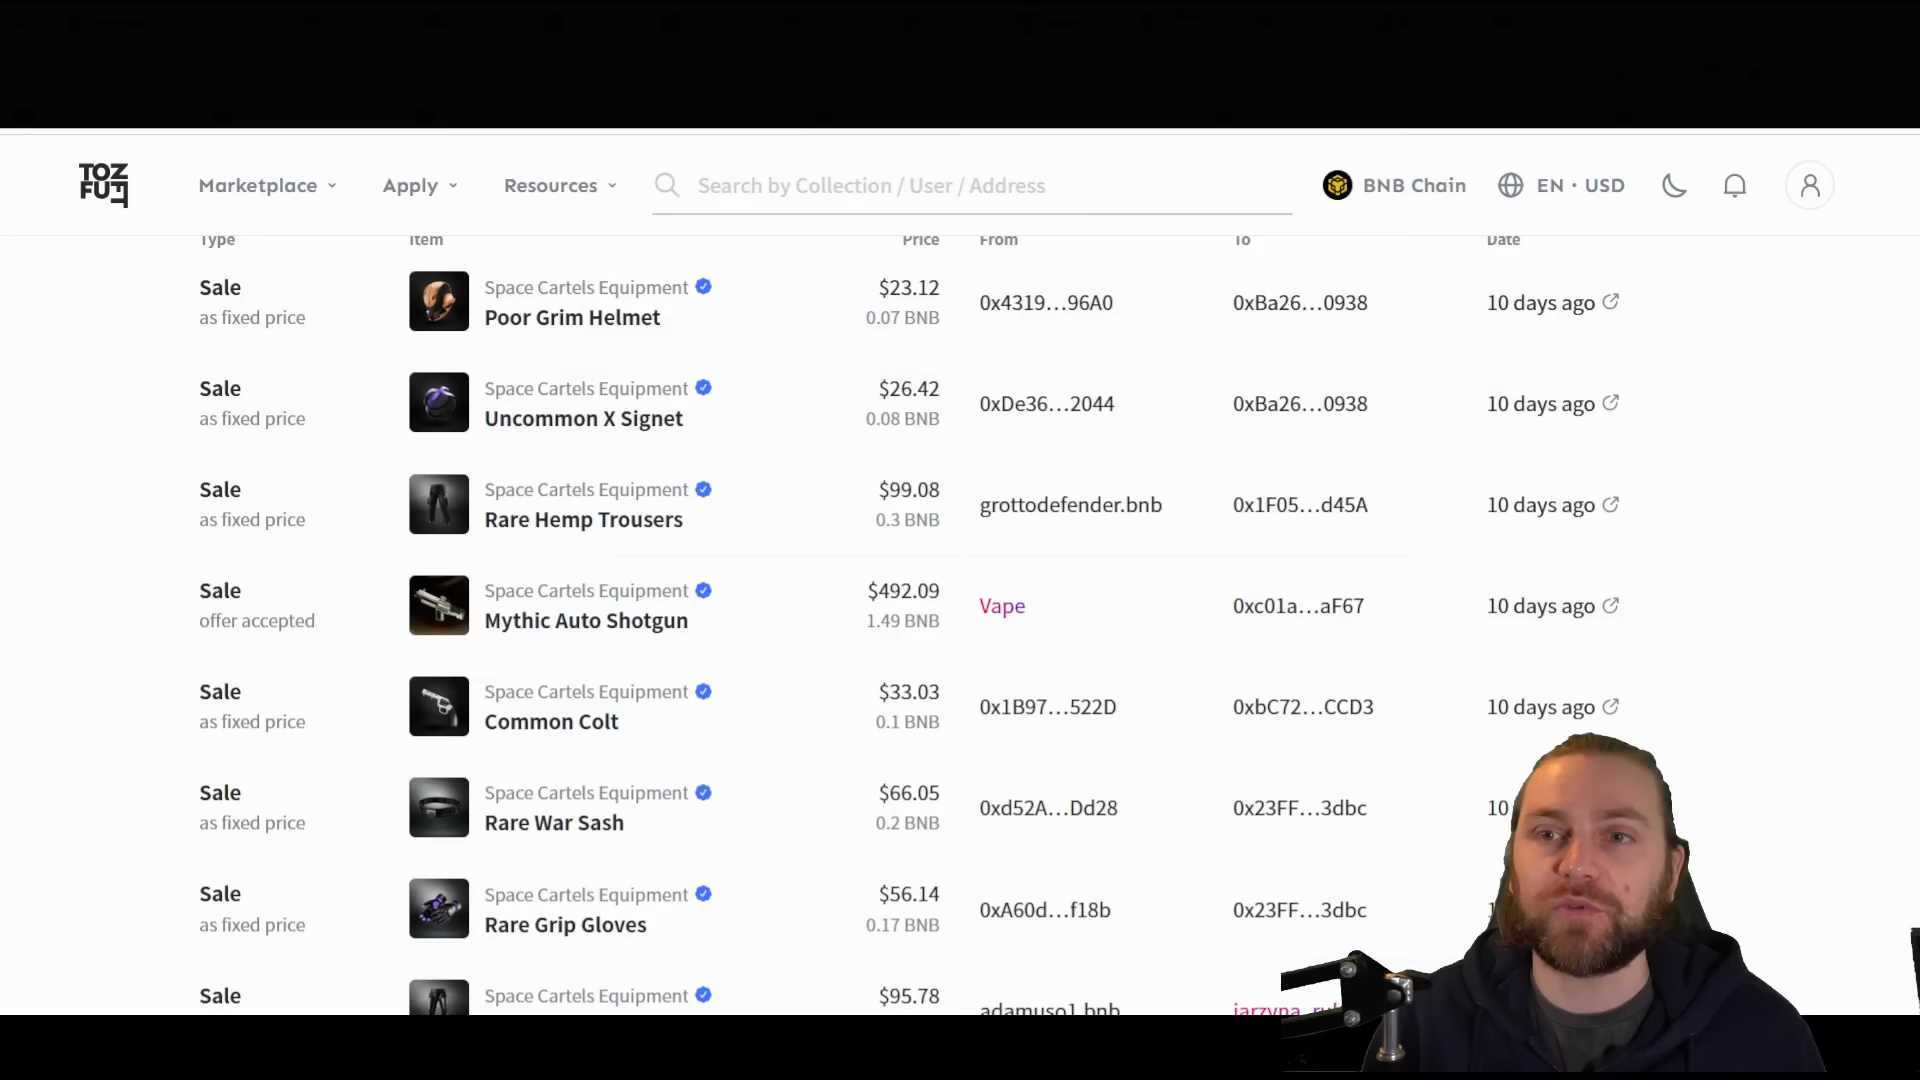 TOZ
FUT
Marketplace
Apply
Resources
Search by Collection / User / Address
BNB Chain
EN · USD
Type Item Price From To Date
Sale Space Cartels Equipment $23.12
as fixed price Poor Grim Helmet 0.07 BNB 0x4319...96A0 0xBa26...0938 10 days ago
Sale Space Cartels Equipment $26.42
as fixed price Uncommon X Signet 0.08 BNB 0xDe36...2044 0xBa26...0938 10 days ago
Sale Space Cartels Equipment $99.08
as fixed price Rare Hemp Trousers 0.3 BNB grottodefender.bnb 0x1F05...d45A 10 days ago
Sale Space Cartels Equipment $492.09
offer accepted Mythic Auto Shotgun 1.49 BNB Vape 0xc01a...aF67 10 days ago
Sale Space Cartels Equipment $33.03
as fixed price Common Colt 0.1 BNB 0x1B97...522D 0xbC72...CCD3 10 days ago
Sale Space Cartels Equipment $66.05
as fixed price Rare War Sash 0.2 BNB 0xd52A...Dd28 0x23FF...3dbc 10
Sale Space Cartels Equipment $56.14
as fixed price Rare Grip Gloves 0.17 BNB 0xA60d...f18b 0x23FF...3dbc
Sale Space Cartels Equipment $95.78
adamuso1.bnb